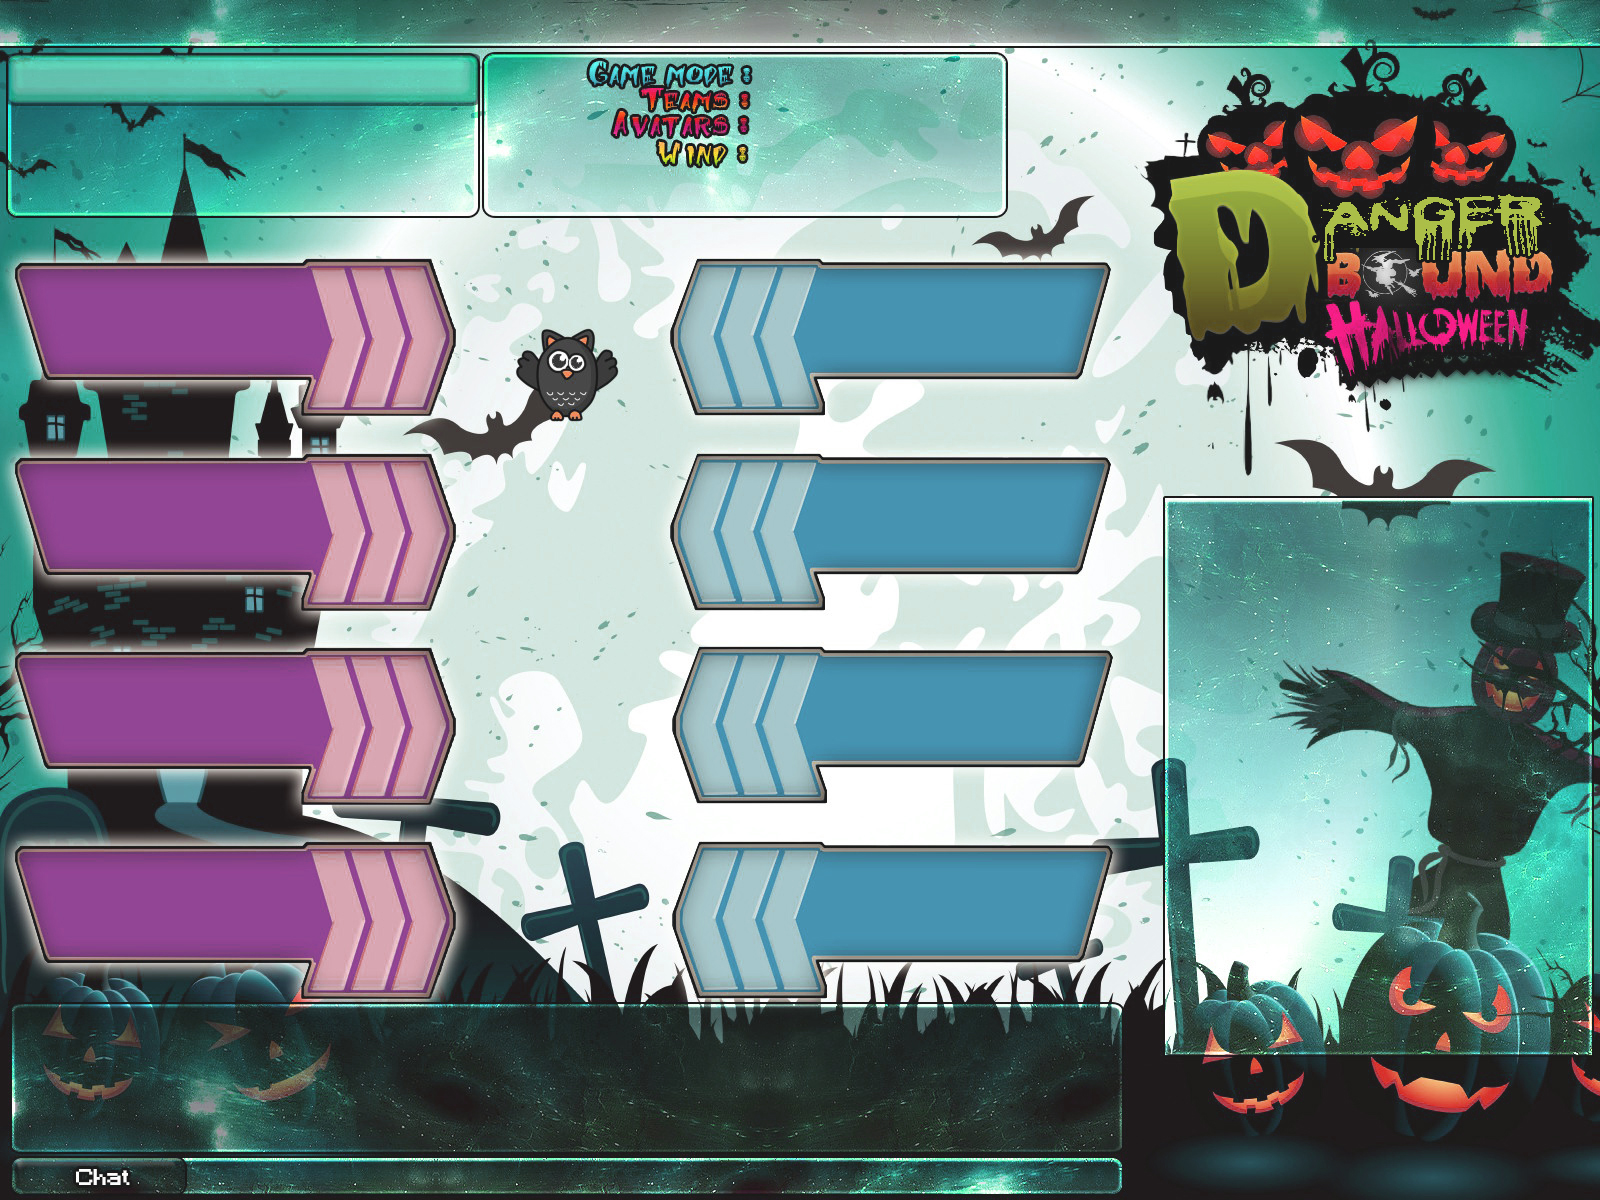 Game mode :
Teams :
Avatars :
Wind :
Danger
Bound
Halloween
Chat